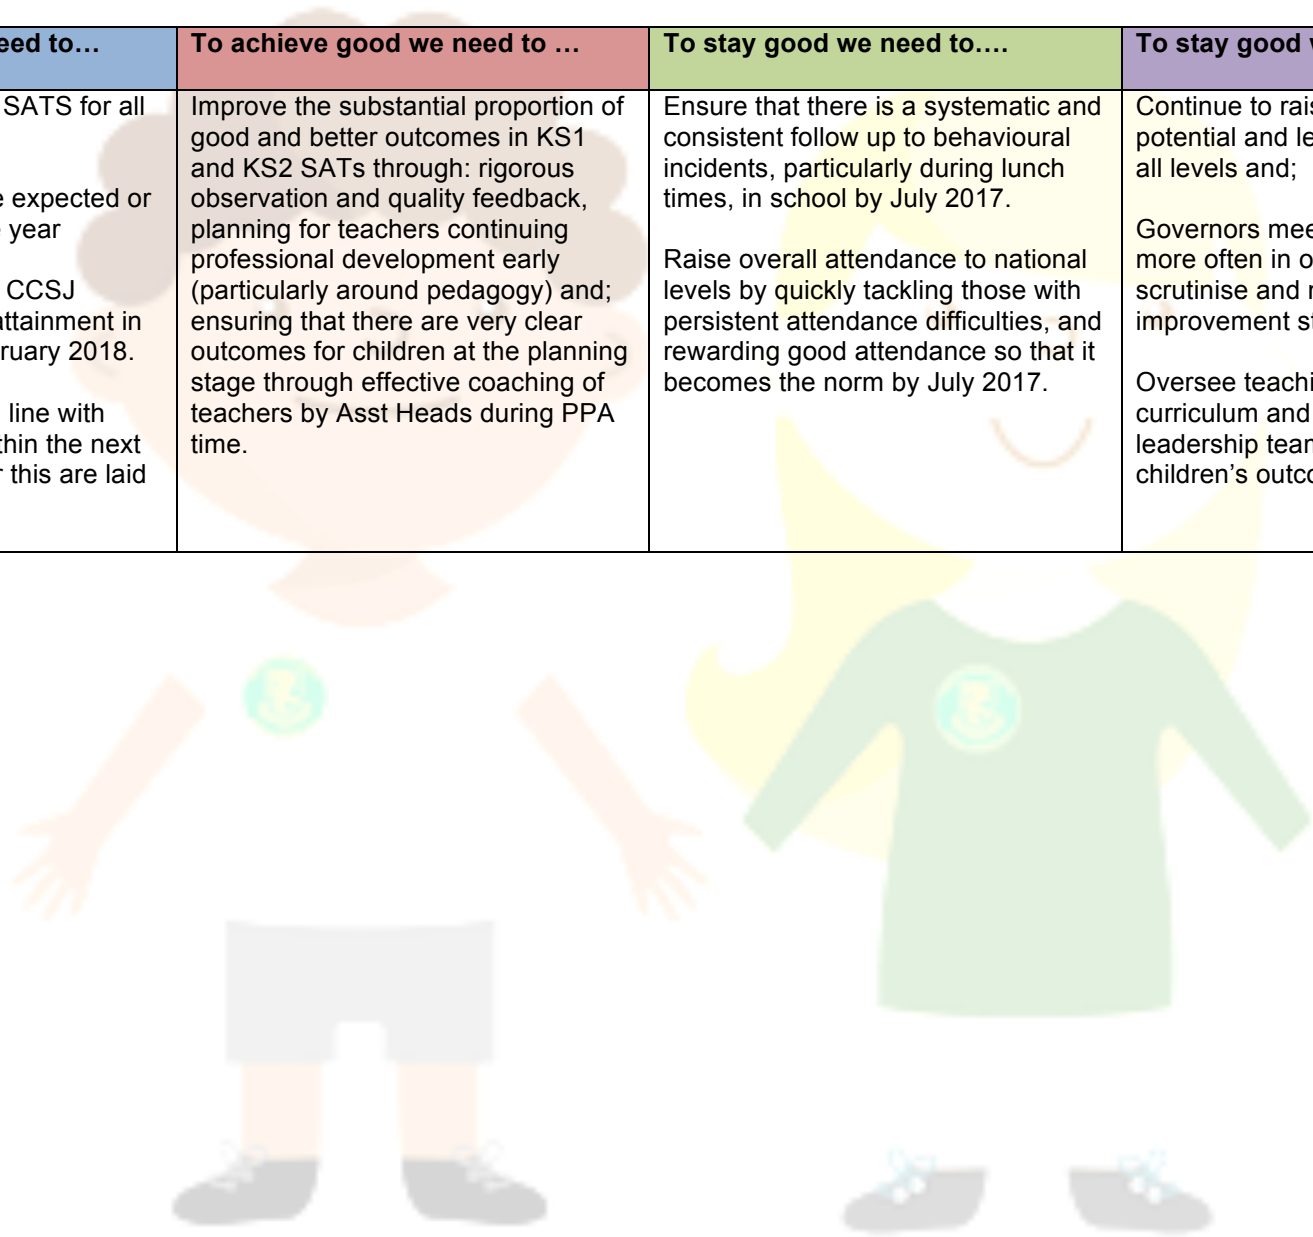 eed to…
SATS for all
e expected or
year
CCSJ
attainment in
ruary 2018.
line with
thin the next
r this are laid
To achieve good we need to …
Improve the substantial proportion of
good and better outcomes in KS1
and KS2 SATs through: rigorous
observation and quality feedback,
planning for teachers continuing
professional development early
(particularly around pedagogy) and;
ensuring that there are very clear
outcomes for children at the planning
stage through effective coaching of
teachers by Asst Heads during PPA
time.
To stay good we need to….
Ensure that there is a systematic and
consistent follow up to behavioural
incidents, particularly during lunch
times, in school by July 2017.
Raise overall attendance to national
levels by quickly tackling those with
persistent attendance difficulties, and
rewarding good attendance so that it
becomes the norm by July 2017.
To stay good
Continue to rais
potential and le
all levels and;
Governors mee
more often in o
scrutinise and
improvement st
Oversee teachi
curriculum and
leadership tea
children's outco